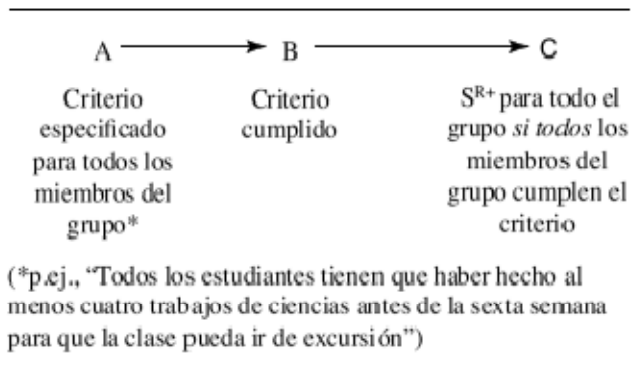 A B C
Criterio Criterio S^R+ para todo el
especificado cumplido grupo si todos los
para todos los miembros del
miembros del grupo cumplen el
grupo* criterio
(*p.ej., “Todos los estudiantes tienen que haber hecho al
menos cuatro trabajos de ciencias antes de la sexta semana
para que la clase pueda ir de excursión”)